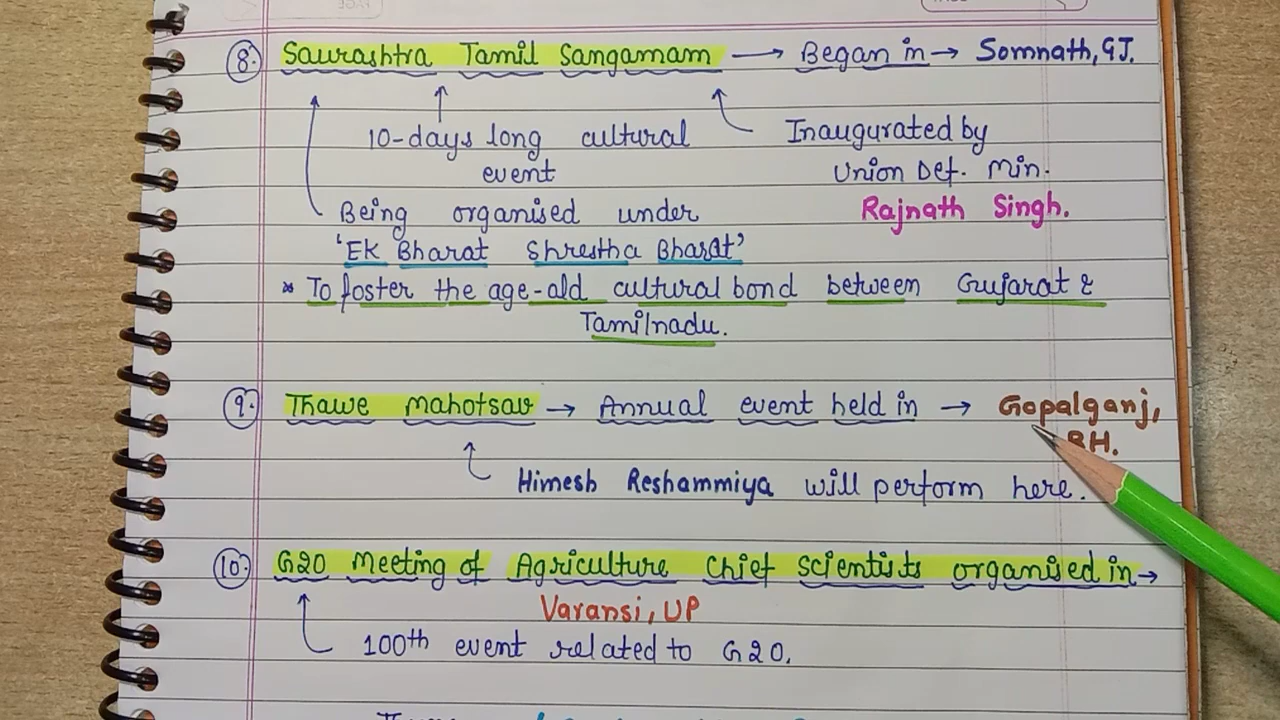 8. Saurashtra Tamil Sangamam → Began in → Somnath, GJ.
10-days long cultural event
Inaugurated by
Union Def. Min.
Rajnath Singh.
Being organised under
'EK Bharat Shrestha Bharat'
* To foster the age-old cultural bond between Gujarat &
Tamilnadu.
9. Thawe Mahotsav → Annual event held in → Gopalganj,
BH.
Himesh Reshammiya will perform here.
10. G20 Meeting of Agriculture Chief Scientists organised in →
Varansi, UP
100th event related to G20.